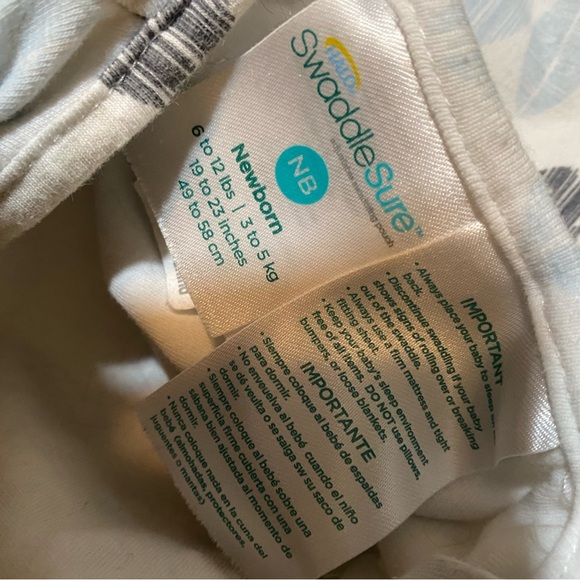 HALO
SwaddleSure™
NB
Newborn
6 to 12 lbs | 3 to 5 kg
19 to 23 inches
49 to 58 cm
IMPORTANT
• Always place your baby to sleep
back.
• Discontinue swaddling if your baby
shows signs of rolling over or breaking
out of the swaddle.
• Always use a firm mattress and tight
fitting sheet.
• Keep your baby's sleep environment
free of all items. DO NOT use pillows,
bumpers, or loose blankets.
IMPORTANTE
• Siempre coloque al bebé de espaldas
para dormir.
• No envuelva al bebé cuando el niño
se dé vuelta o se salga sw su saco de
dormir.
• Siempre coloque al bebé sobre una
superficie firme cubierta con una
sábana bien ajustada al momento de
dormir.
• Nunca coloque nada en la cuna del
bebé (almohadas, protectores,
juguetes o mantas)